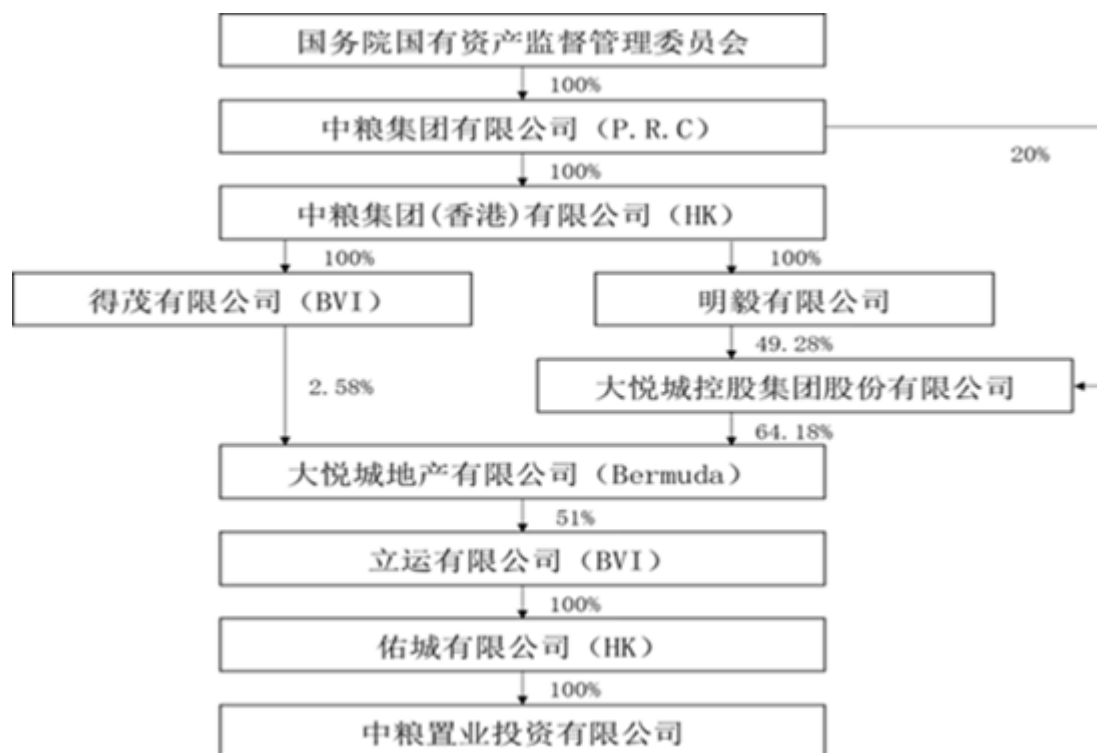 国务院国有资产监督管理委员会
100%
中粮集团有限公司（P.R.C）
20%
100%
中粮集团(香港)有限公司（HK）
100%
100%
得茂有限公司（BVI）
明毅有限公司
49.28%
2.58%
大悦城控股集团股份有限公司
64.18%
大悦城地产有限公司（Bermuda）
51%
立运有限公司（BVI）
100%
佑城有限公司（HK）
100%
中粮置业投资有限公司